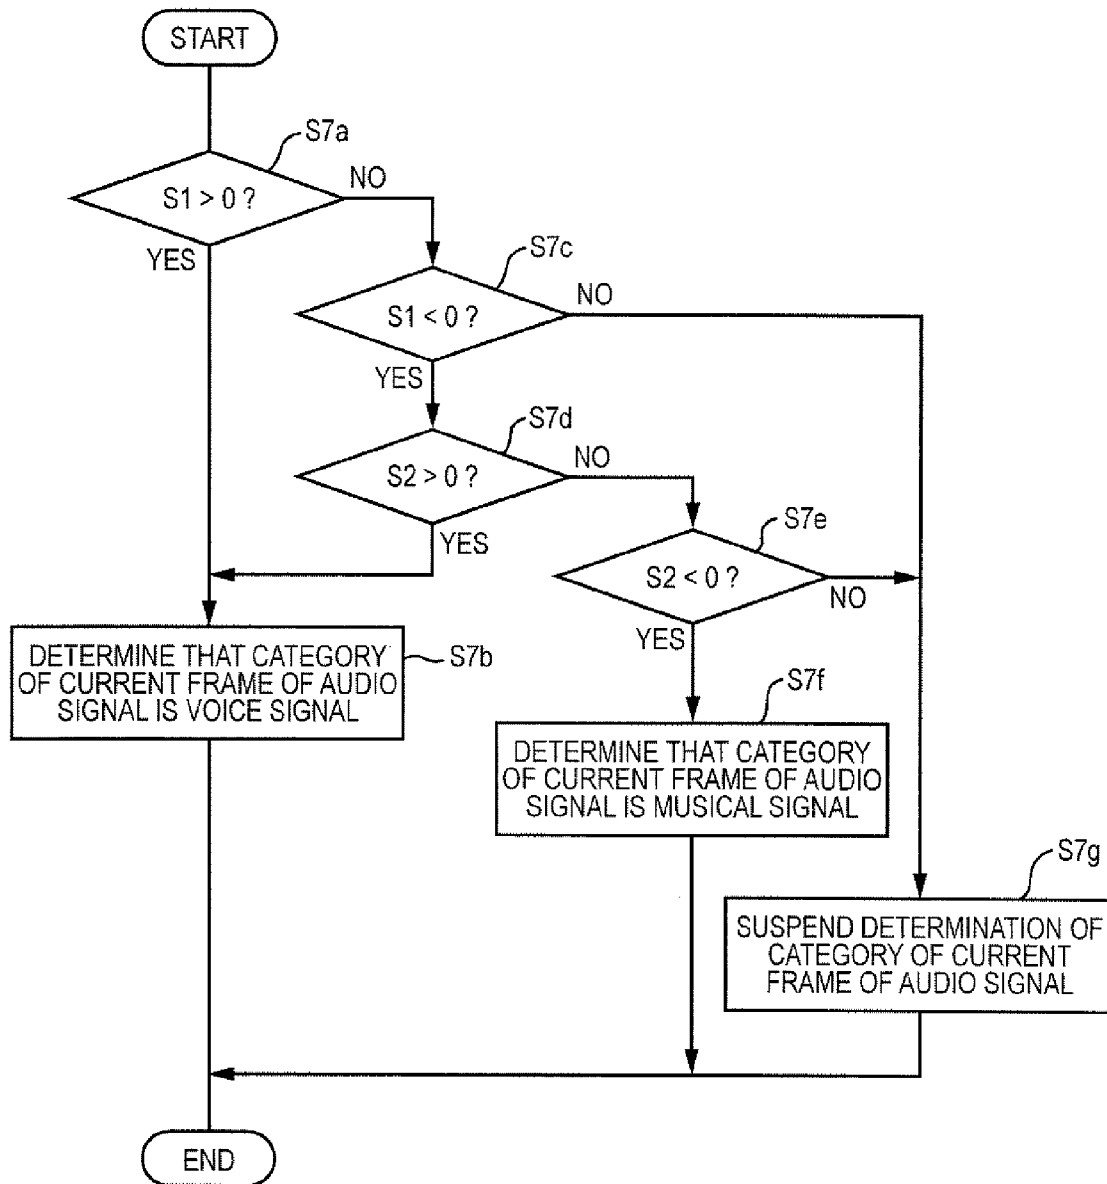 START
S7a
S1 > 0 ?
NO
YES
S7c
S1 < 0 ?
NO
YES
S7d
S2 > 0 ?
NO
YES
S7e
S2 < 0 ?
NO
YES
DETERMINE THAT CATEGORY
OF CURRENT FRAME OF AUDIO
SIGNAL IS VOICE SIGNAL
S7b
S7f
DETERMINE THAT CATEGORY
OF CURRENT FRAME OF AUDIO
SIGNAL IS MUSICAL SIGNAL
S7g
SUSPEND DETERMINATION OF
CATEGORY OF CURRENT
FRAME OF AUDIO SIGNAL
END